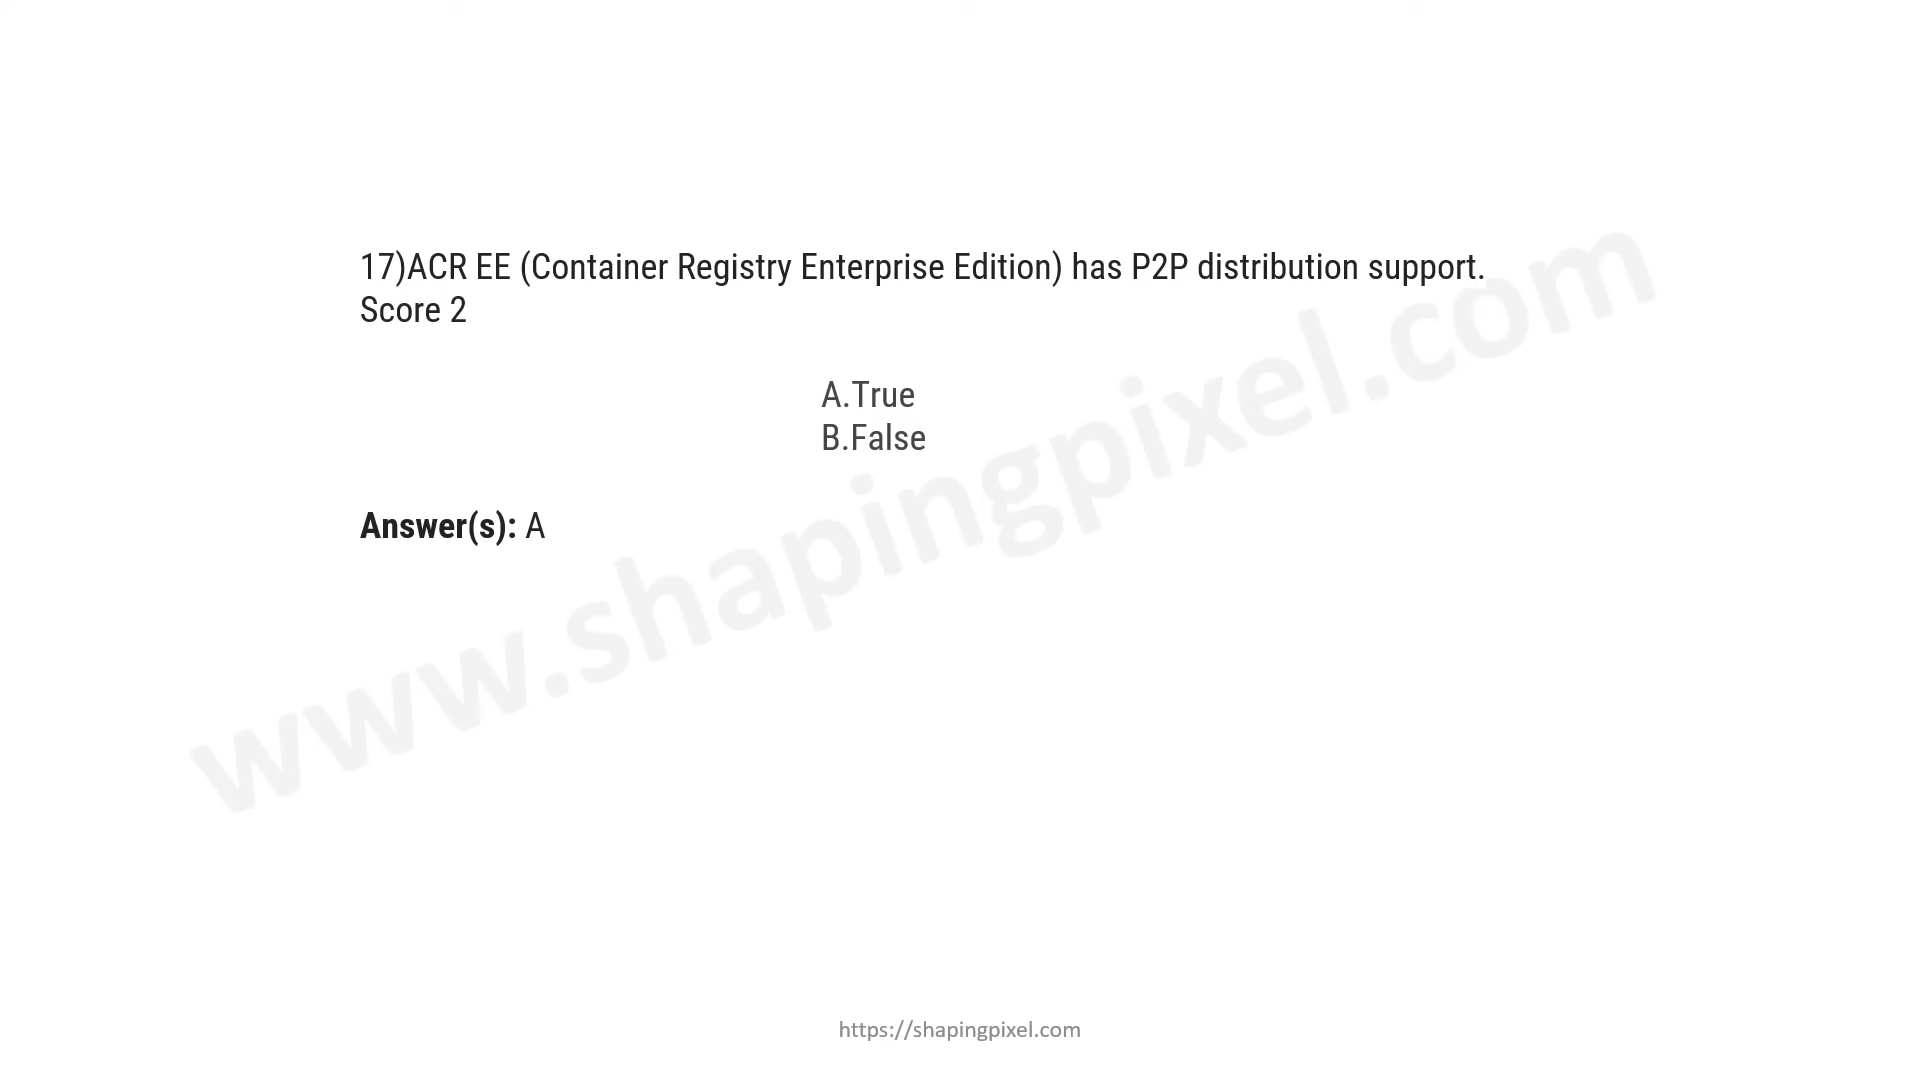 17)ACR EE (Container Registry Enterprise Edition) has P2P distribution support.
Score 2
A.True
B.False
Answer(s): A
www.shapingpixel.com
https://shapingpixel.com